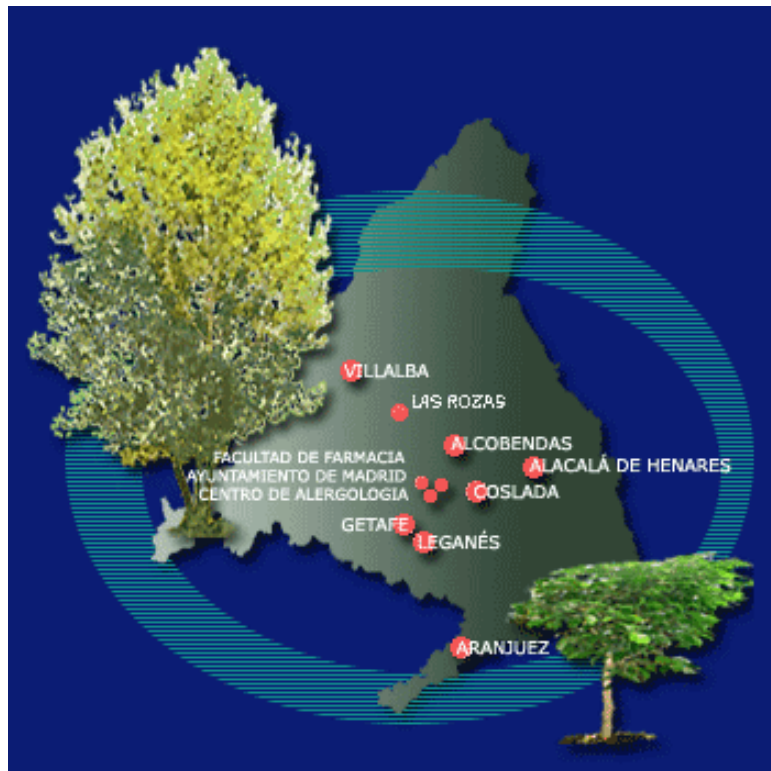 VILLALBA
LAS ROZAS
ALCOBENDAS
FACULTAD DE FARMACIA
ALACALÁ DE HENARES
AYUNTAMIENTO DE MADRID
CENTRO DE ALERGOLOGIA
COSLADA
GETAFE
LEGANÉS
ARANJUEZ